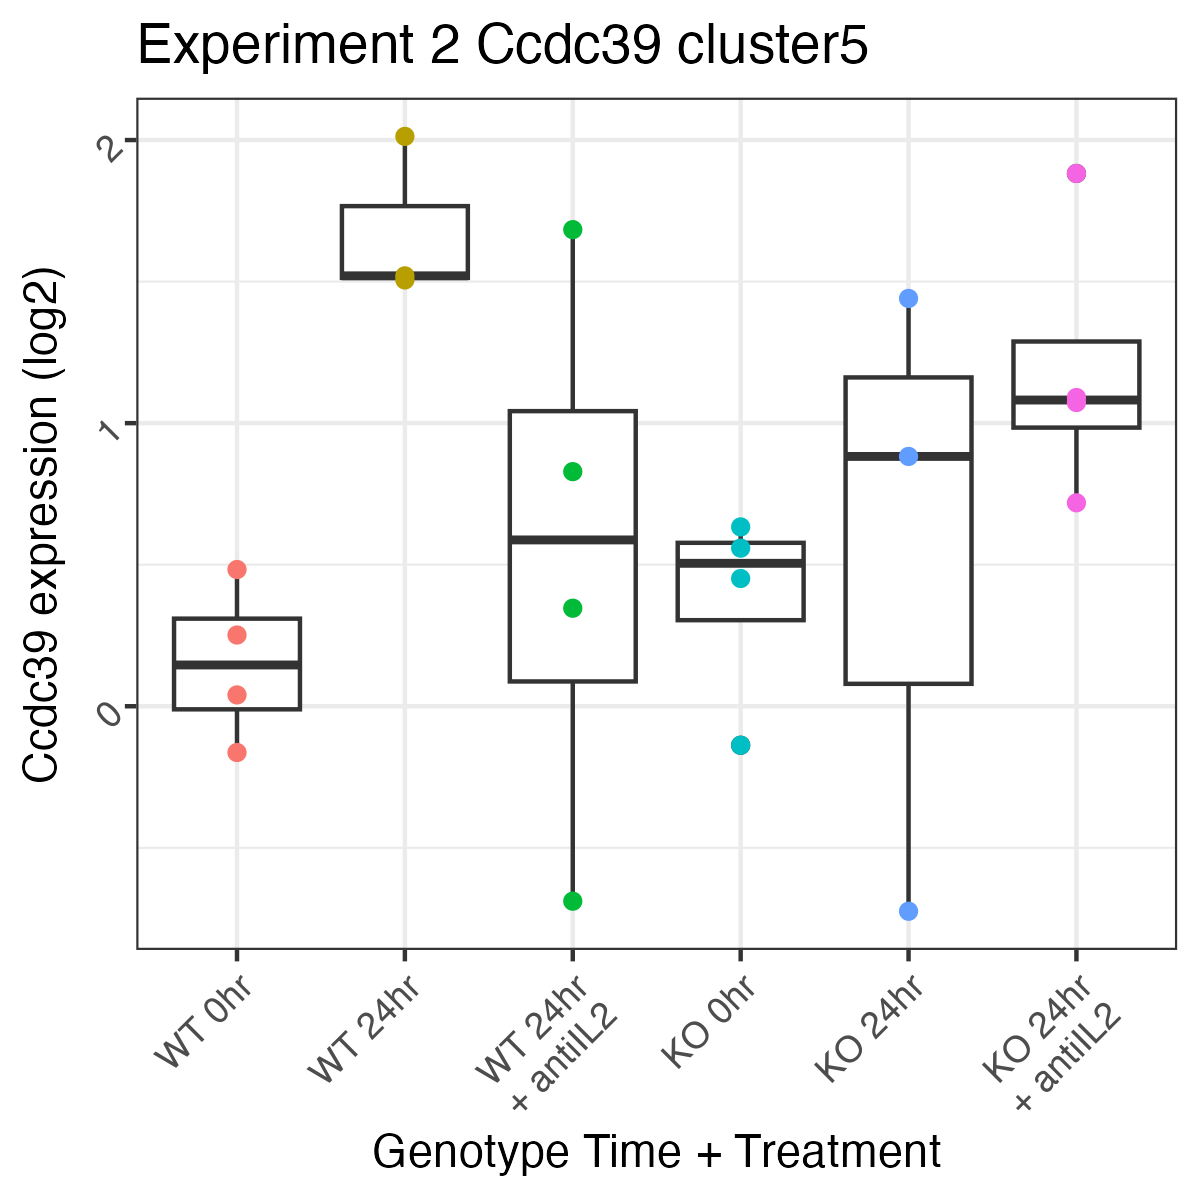 Experiment 2 Ccdc39 cluster5
Ccdc39 expression (log2)
2
1
0
WT 0hr
WT 24hr
WT 24hr
+ antiIL2
KO 0hr
KO 24hr
KO 24hr
+ antiIL2
Genotype Time + Treatment